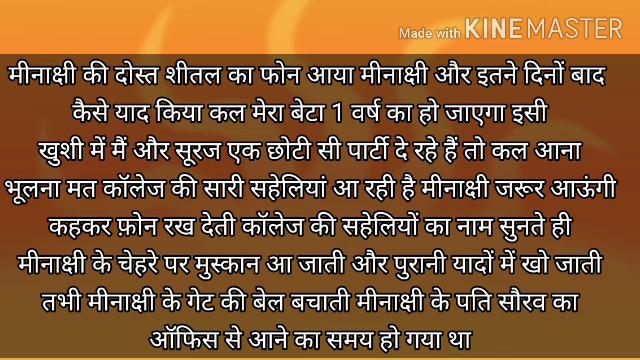 Made with KINEMASTER
मीनाक्षी की दोस्त शीतल का फोन आया मीनाक्षी और इतने दिनों बाद
कैसे याद किया कल मेरा बेटा 1 वर्ष का हो जाएगा इसी
खुशी में मैं और सूरज एक छोटी सी पार्टी दे रहे हैं तो कल आना
भूलना मत कॉलेज की सारी सहेलियां आ रही है मीनाक्षी जरूर आऊंगी
कहकर फ़ोन रख देती कॉलेज की सहेलियों का नाम सुनते ही
मीनाक्षी के चेहरे पर मुस्कान आ जाती और पुरानी यादों में खो जाती
तभी मीनाक्षी के गेट की बेल बचाती मीनाक्षी के पति सौरव का
ऑफिस से आने का समय हो गया था